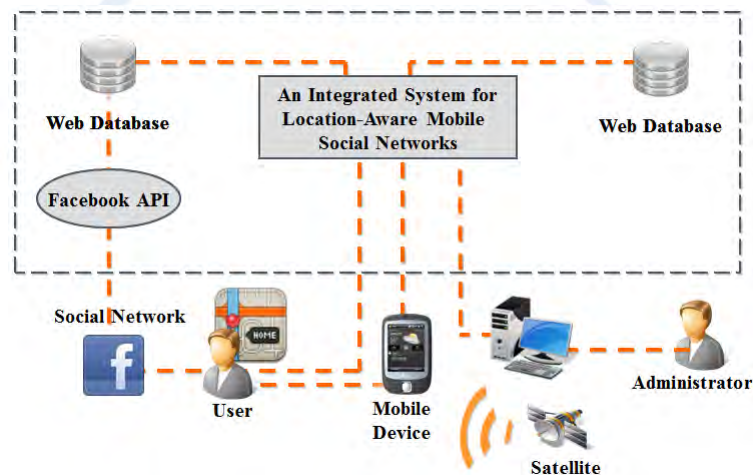 An Integrated System for
Location-Aware Mobile
Social Networks
Web Database
Web Database
Facebook API
Social Network
HOME
f
User
Mobile
Device
Administrator
Satellite